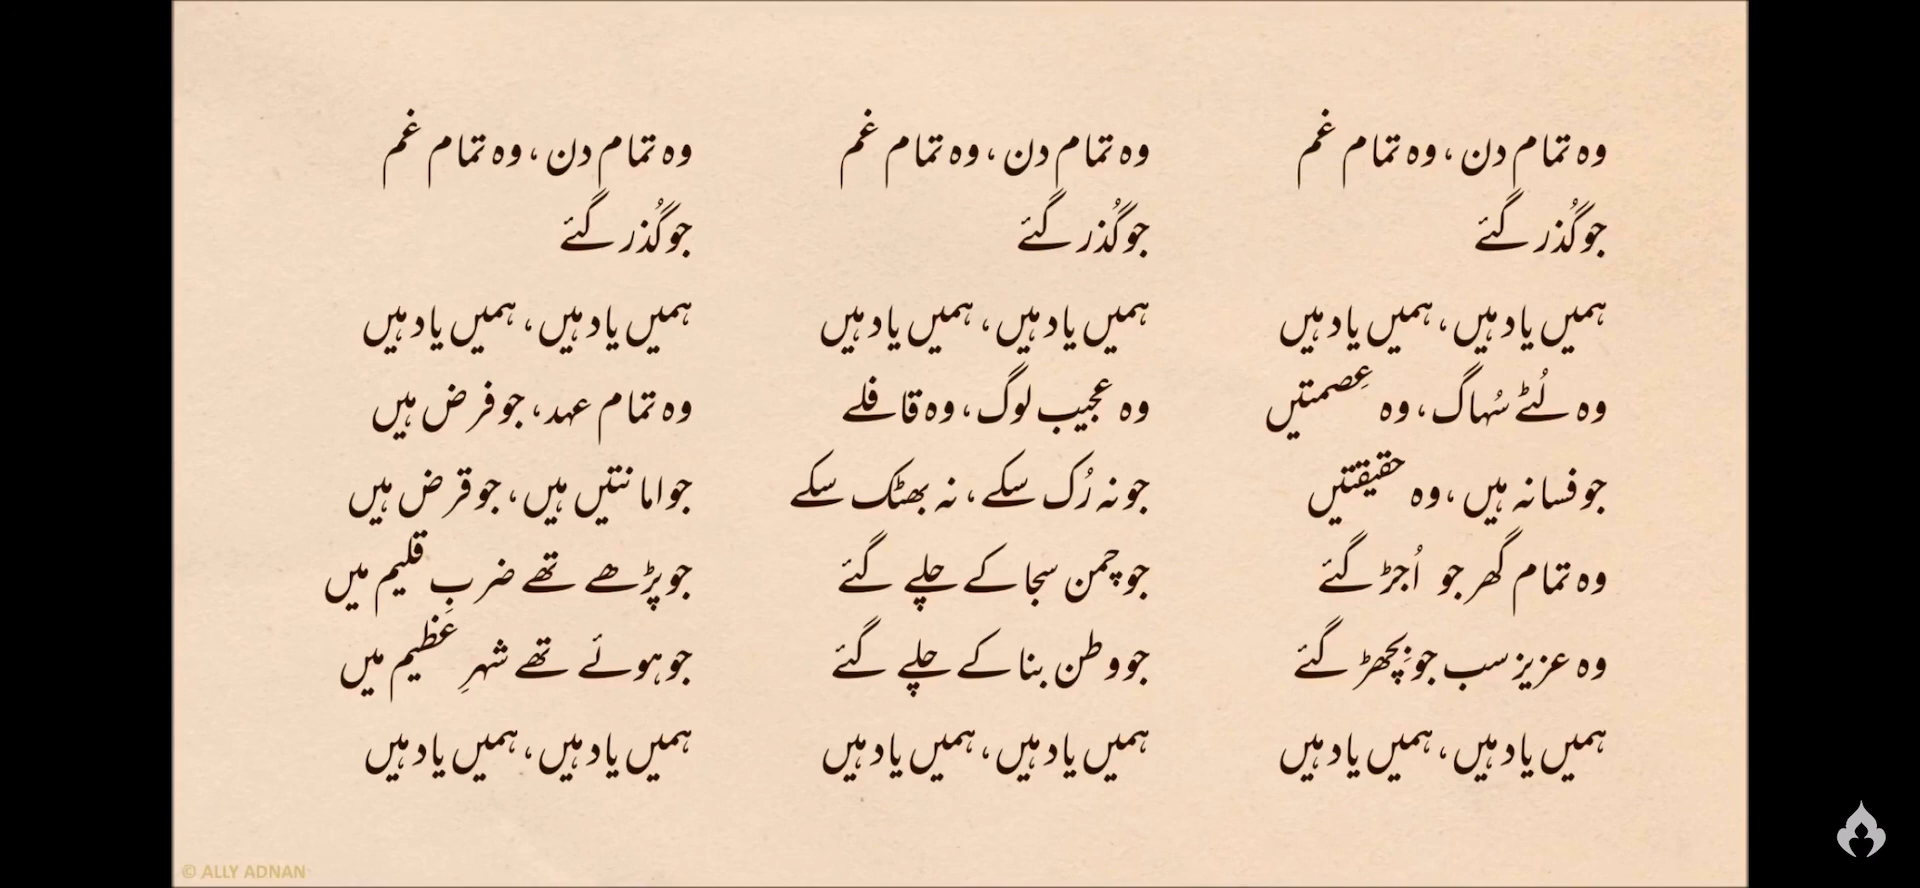 وہ تمام دن، وہ تمام غم
جو گُذر گئے
ہمیں یاد ہیں، ہمیں یاد ہیں
وہ لُٹے سُہاگ، وہ عِصمتیں
جو فسانہ ہیں، وہ حقیقتیں
وہ تمام گھر جو اُجڑ گئے
وہ عزیز سب جو بِچھڑ گئے
ہمیں یاد ہیں، ہمیں یاد ہیں
وہ تمام دن، وہ تمام غم
جو گُذر گئے
ہمیں یاد ہیں، ہمیں یاد ہیں
وہ عجیب لوگ، وہ قافلے
جو نہ رُک سکے، نہ بھٹک سکے
جو چمن سجا کے چلے گئے
جو وطن بنا کے چلے گئے
ہمیں یاد ہیں، ہمیں یاد ہیں
وہ تمام دن، وہ تمام غم
جو گُذر گئے
ہمیں یاد ہیں، ہمیں یاد ہیں
وہ تمام عہد، جو فرض ہیں
جو امانتیں ہیں، جو قرض ہیں
جو پڑھے تھے ضربِ قلیم میں
جو ہوئے تھے شہرِ عظیم میں
ہمیں یاد ہیں، ہمیں یاد ہیں
© ALLY ADNAN